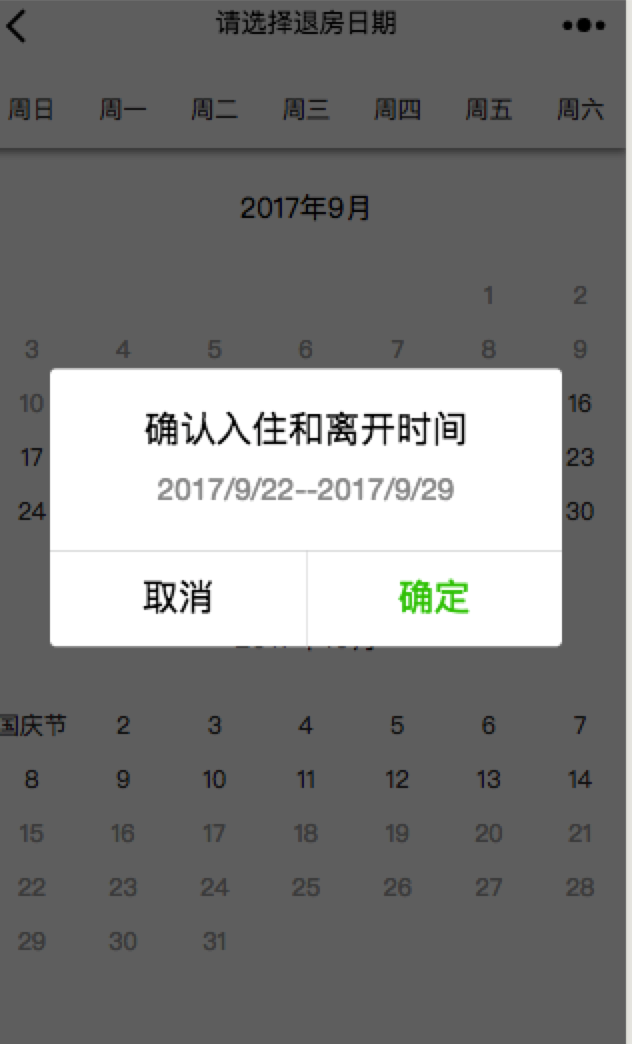 请选择退房日期
周日 周一 周二 周三 周四 周五 周六
2017年9月
1 2
3 4 5 6 7 8 9
10 16
确认入住和离开时间
17 23
2017/9/22--2017/9/29
24 30
取消 确定
国庆节 2 3 4 5 6 7
8 9 10 11 12 13 14
15 16 17 18 19 20 21
22 23 24 25 26 27 28
29 30 31